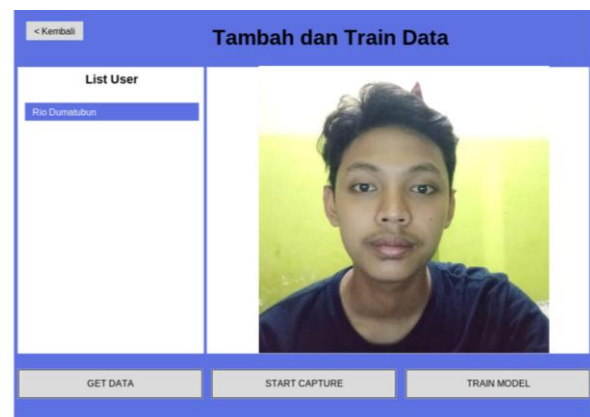 < Kembali
Tambah dan Train Data
List User
Rio Dumatubun
GET DATA
START CAPTURE
TRAIN MODEL